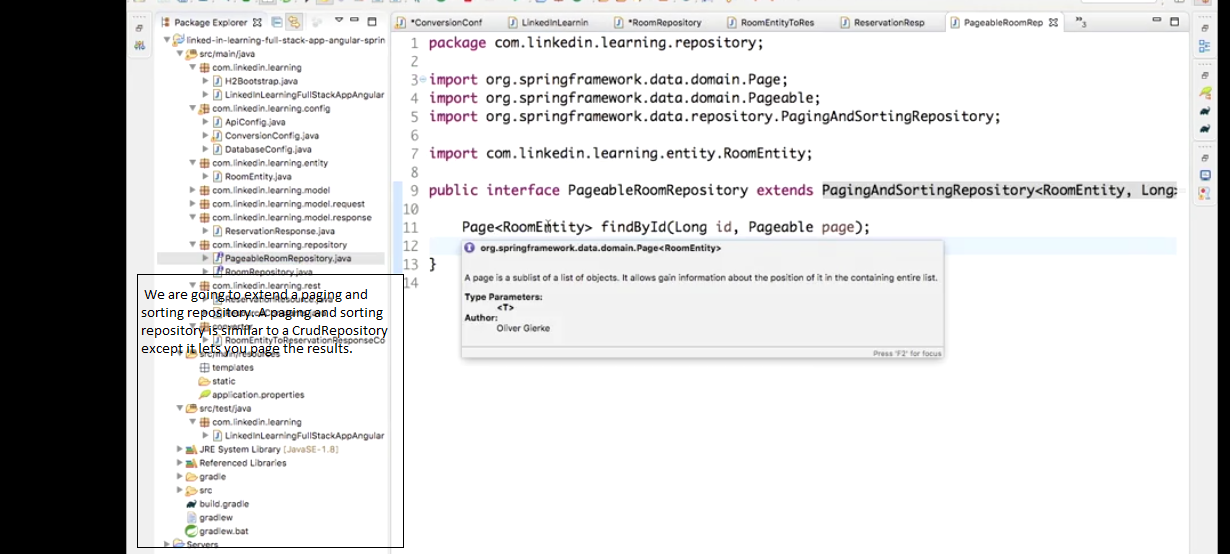 Package Explorer
*ConversionConf
LinkedInLearnin
*RoomRepository
RoomEntityToRes
ReservationResp
PageableRoomRep
»3
linked-in-learning-full-stack-app-angular-sprin
src/main/java
com.linkedin.learning
H2Bootstrap.java
LinkedInLearningFullStackAppAngular
com.linkedin.learning.config
ApiConfig.java
ConversionConfig.java
DatabaseConfig.java
com.linkedin.learning.entity
RoomEntity.java
com.linkedin.learning.model
com.linkedin.learning.model.request
com.linkedin.learning.model.response
ReservationResponse.java
com.linkedin.learning.repository
PageableRoomRepository.java
RoomRepository.java
com.linkedin.learning.rest
ReservationResource.java
convertor
RoomEntityToReservationResponseCo
src/main/resources
templates
static
application.properties
src/test/java
com.linkedin.learning
LinkedInLearningFullStackAppAngular
JRE System Library [JavaSE-1.8]
Referenced Libraries
gradle
src
build.gradle
gradlew
gradlew.bat
Servers
We are going to extend a paging and
sorting repository. A paging and sorting
repository is similar to a CrudRepository
except it lets you page the results.
1 package com.linkedin.learning.repository;
2
3 import org.springframework.data.domain.Page;
4 import org.springframework.data.domain.Pageable;
5 import org.springframework.data.repository.PagingAndSortingRepository;
6
7 import com.linkedin.learning.entity.RoomEntity;
8
9 public interface PageableRoomRepository extends PagingAndSortingRepository<RoomEntity, Long>
10
11 Page<RoomEntity> findById(Long id, Pageable page);
12
13 }
14
org.springframework.data.domain.Page<RoomEntity>
A page is a sublist of a list of objects. It allows gain information about the position of it in the containing entire list.
Type Parameters:
<T>
Author:
Oliver Gierke
Press 'F2' for focus